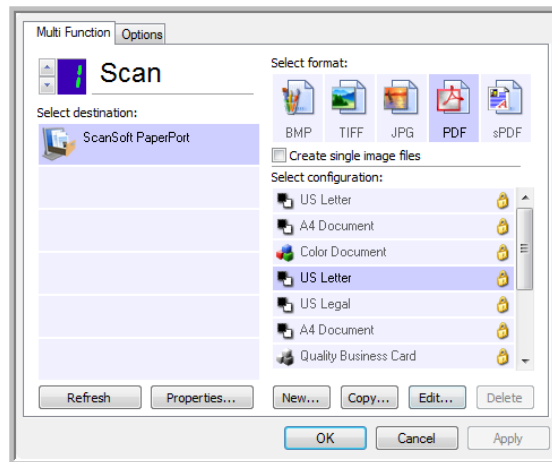 Multi Function
Options
1
Scan
Select destination:
ScanSoft PaperPort
Select format:
BMP
TIFF
JPG
PDF
sPDF
Create single image files
Select configuration:
US Letter
A4 Document
Color Document
US Letter
US Legal
A4 Document
Quality Business Card
Refresh
Properties...
New...
Copy...
Edit...
Delete
OK
Cancel
Apply